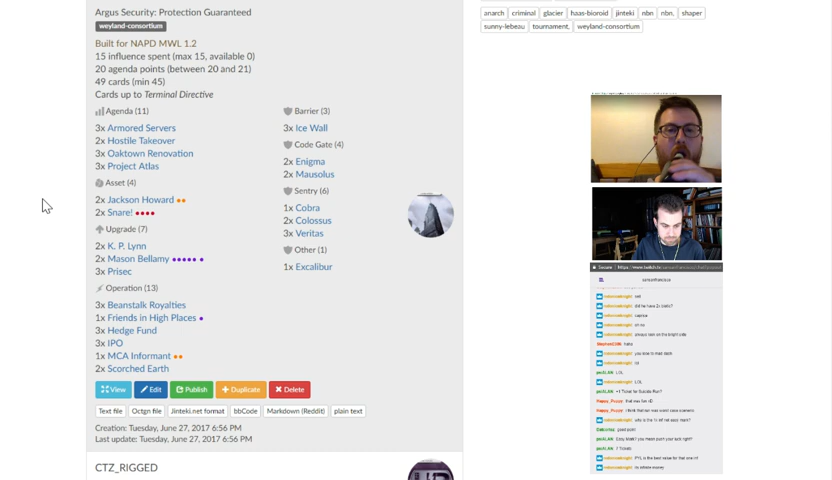 Argus Security: Protection Guaranteed
weyland-consortium
Built for NAPD MWL 1.2
15 influence spent (max 15, available 0)
20 agenda points (between 20 and 21)
49 cards (min 45)
Cards up to Terminal Directive
Agenda (11)
3x Armored Servers
2x Hostile Takeover
3x Oaktown Renovation
3x Project Atlas
Asset (4)
2x Jackson Howard
2x Snare!
Upgrade (7)
2x K. P. Lynn
2x Mason Bellamy
3x Prisec
Operation (13)
3x Beanstalk Royalties
1x Friends in High Places
3x Hedge Fund
3x IPO
1x MCA Informant
2x Scorched Earth
Barrier (3)
3x Ice Wall
Code Gate (4)
2x Enigma
2x Mausolus
Sentry (6)
1x Cobra
2x Colossus
3x Veritas
Other (1)
1x Excalibur
View
Edit
Publish
Duplicate
Delete
Text file
Octgn file
Jinteki.net format
bbCode
Markdown (Reddit)
plain text
Creation: Tuesday, June 27, 2017 6:56 PM
Last update: Tuesday, June 27, 2017 6:56 PM
CTZ_RIGGED
anarch criminal glacier haas-bioroid jinteki nbn nbn, shaper
sunny-lebeau tournament, weyland-consortium
LOL
LOL
7 Tickets